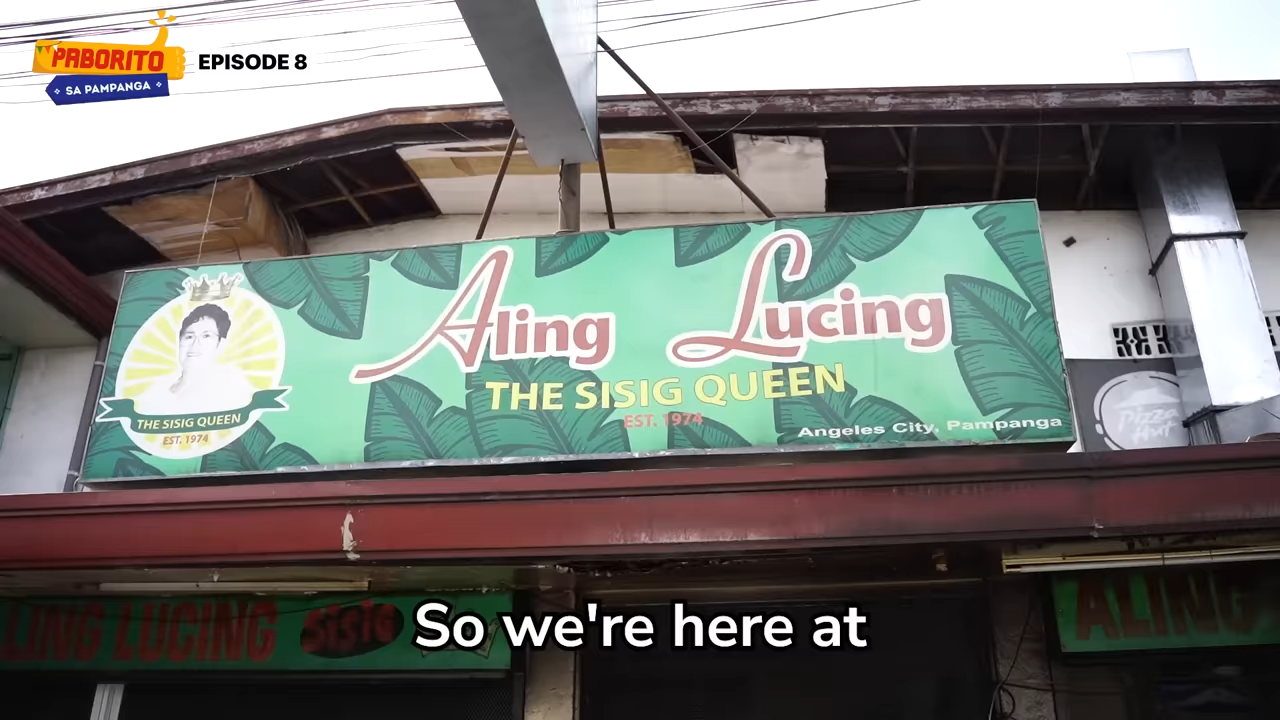 PABORITO
SA PAMPANGA
EPISODE 8
Aling Lucing
THE SISIG QUEEN
EST. 1974
Angeles City, Pampanga
THE SISIG QUEEN
EST. 1974
Pizza
Hut
LING LUCING SISIG
ALING
So we're here at